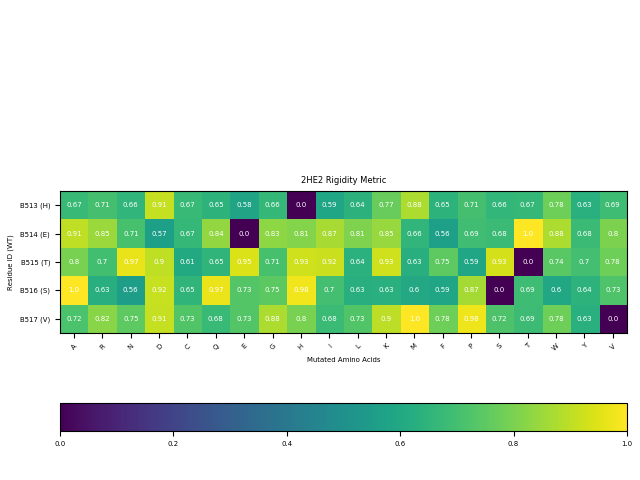 2HE2 Rigidity Metric
Residue ID (WT)
B513 (H) 0.67 0.71 0.66 0.91 0.67 0.65 0.58 0.66 0.0 0.59 0.64 0.77 0.88 0.65 0.71 0.66 0.67 0.78 0.63 0.69
B514 (E) 0.91 0.85 0.71 0.57 0.67 0.84 0.0 0.83 0.81 0.87 0.81 0.85 0.66 0.56 0.69 0.68 1.0 0.88 0.68 0.8
B515 (T) 0.8 0.7 0.97 0.9 0.61 0.65 0.95 0.71 0.93 0.92 0.64 0.93 0.63 0.75 0.59 0.93 0.0 0.74 0.7 0.78
B516 (S) 1.0 0.63 0.56 0.92 0.65 0.97 0.73 0.75 0.98 0.7 0.63 0.63 0.6 0.59 0.87 0.0 0.69 0.6 0.64 0.73
B517 (V) 0.72 0.82 0.75 0.91 0.73 0.68 0.73 0.88 0.8 0.68 0.73 0.9 1.0 0.78 0.98 0.72 0.69 0.78 0.63 0.0
A R N D C Q E G H I L K M F P S T W Y V
Mutated Amino Acids
0.0 0.2 0.4 0.6 0.8 1.0